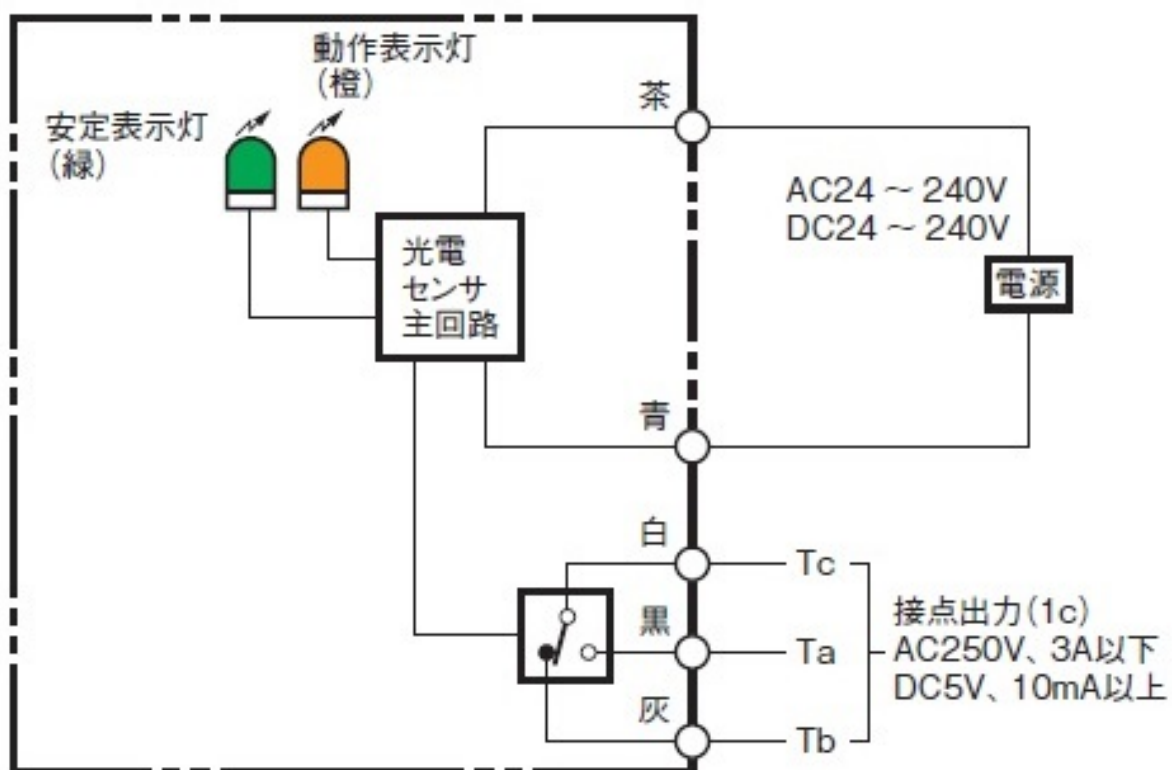 動作表示灯
(橙)
安定表示灯
(緑)
茶
AC24 ～ 240V
DC24 ～ 240V
光電
センサ
主回路
電源
青
白
Tc
接点出力(1c)
黒
AC250V、3A以下
Ta
DC5V、10mA以上
灰
Tb